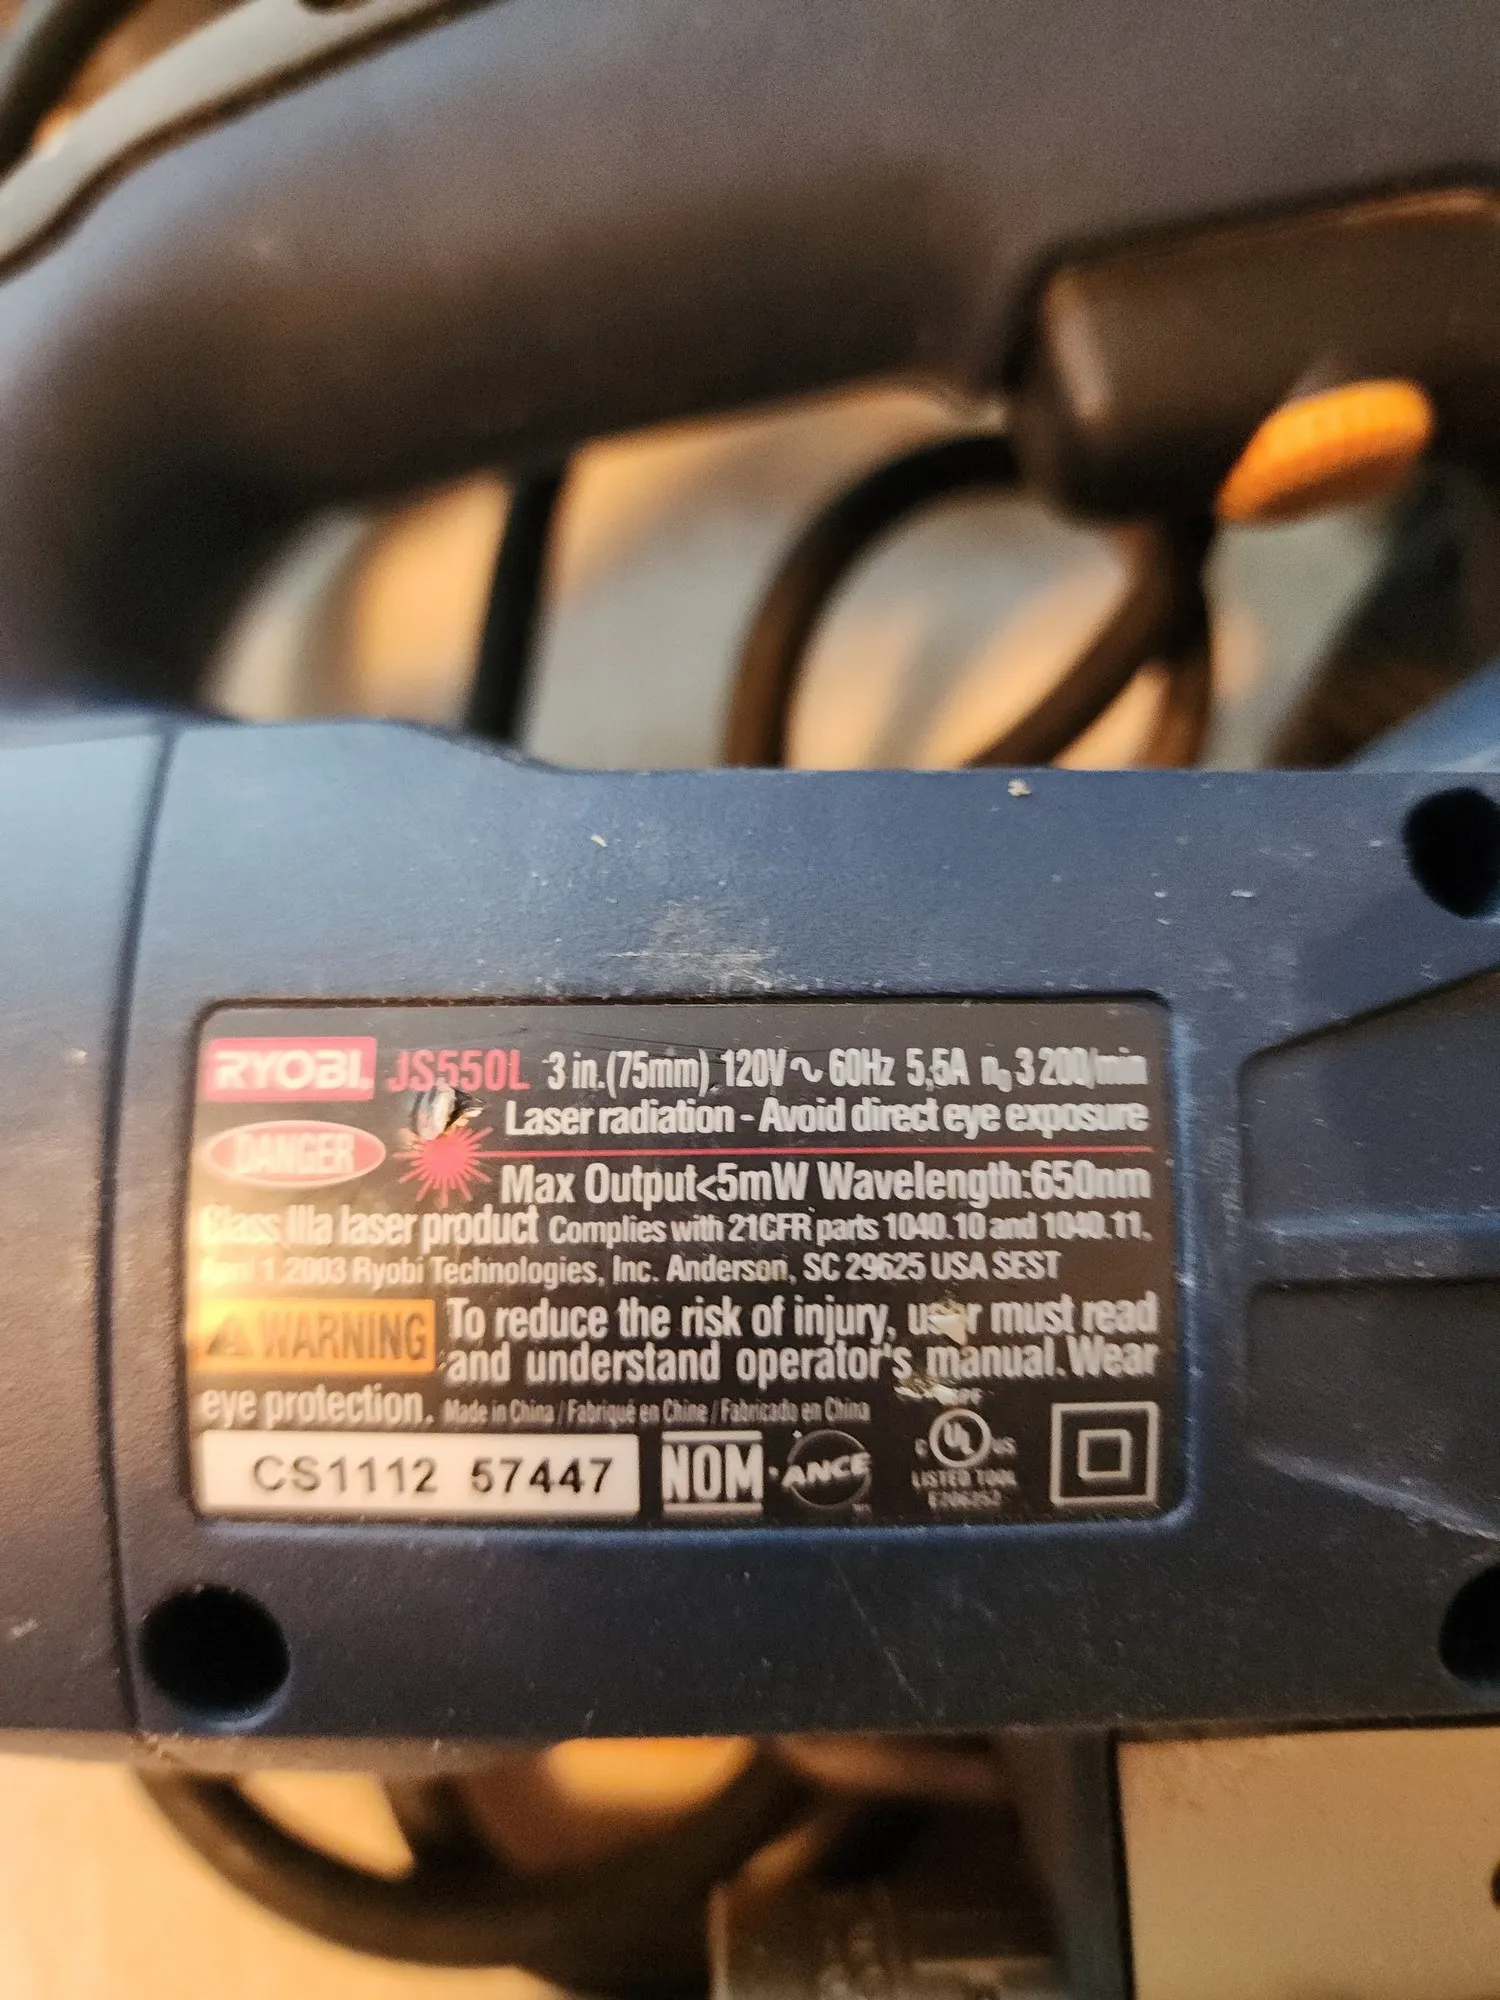 RYOBI JS550L 3 in.(75mm) 120V~60Hz 5,5A n₀ 3 200/min
Laser radiation - Avoid direct eye exposure
DANGER
Max Output<5mW Wavelength:650nm
Class IIIa laser product Complies with 21CFR parts 1040.10 and 1040.11,
April 1.2003 Ryobi Technologies, Inc. Anderson, SC 29625 USA SEST
WARNING To reduce the risk of injury, user must read
and understand operator's manual. Wear
eye protection. Made in China / Fabriqué en Chine / Fabricado en China
CS1112 57447 NOM ANCE C UL US
LISTED TOOL